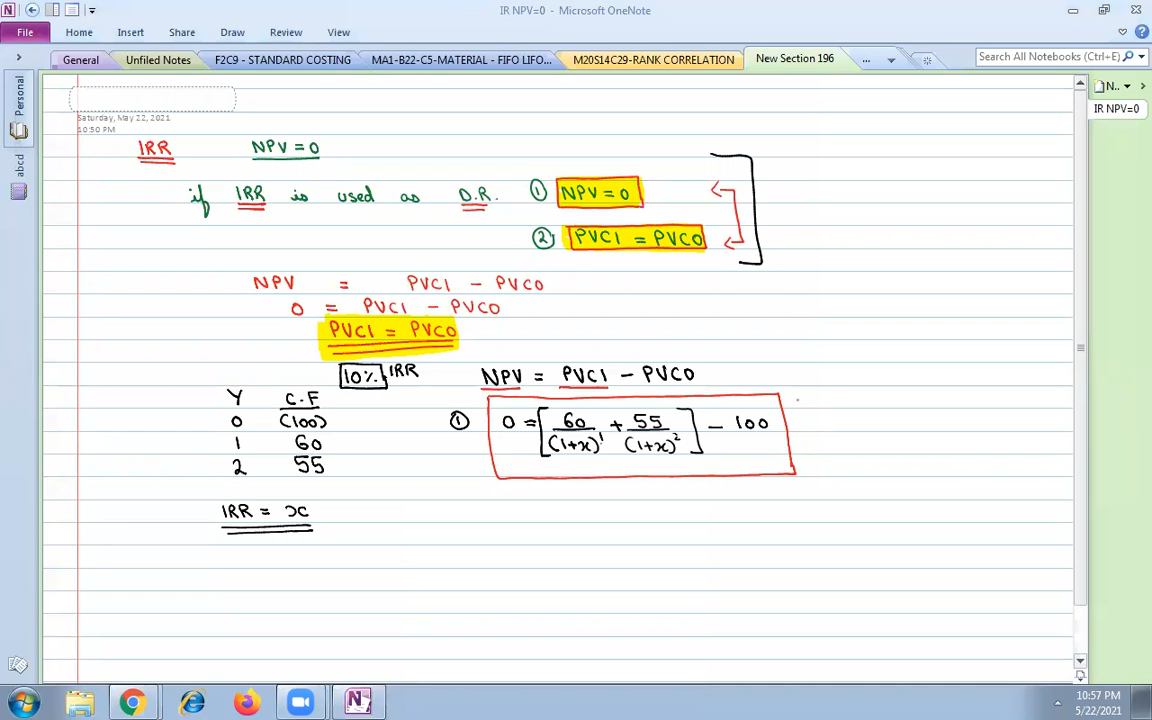 IR NPV=0 - Microsoft OneNote
File Home Insert Share Draw Review View
General Unfiled Notes F2C9 - STANDARD COSTING MA1-B22-C5-MATERIAL - FIFO LIFO... M20S14C29-RANK CORRELATION New Section 196 ... Search All Notebooks (Ctrl+E)
Personal
abcd
N..
IR NPV=0
Saturday, May 22, 2021
10:50 PM
IRR NPV = 0
if IRR is used as D.R. ① NPV = 0
② PVCI = PVCO
NPV = PVCI - PVCO
0 = PVCI - PVCO
PVCI = PVCO
10% IRR
NPV = PVCI - PVCO
Y C.F
0 (100)
1 60
2 55
① 0 = [60/(1+x)¹ + 55/(1+x)²] - 100
IRR = x
10:57 PM
5/22/2021